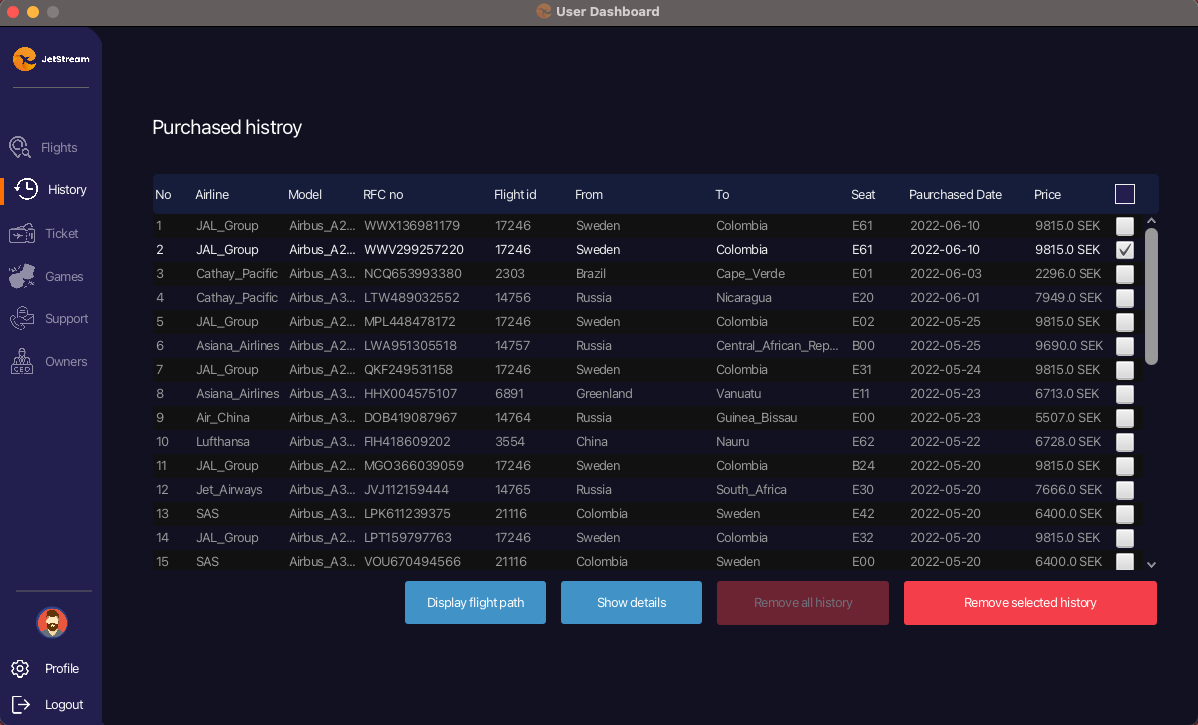 User Dashboard
JetStream
Flights
History
Ticket
Games
Support
CEO
Owners
Profile
Logout
Purchased histroy
No Airline Model RFC no Flight id From To Seat Paurchased Date Price
1 JAL_Group Airbus_A2... WWX136981179 17246 Sweden Colombia E61 2022-06-10 9815.0 SEK
2 JAL_Group Airbus_A2... WWV299257220 17246 Sweden Colombia E61 2022-06-10 9815.0 SEK
3 Cathay_Pacific Airbus_A3... NCQ653993380 2303 Brazil Cape_Verde E01 2022-06-03 2296.0 SEK
4 Cathay_Pacific Airbus_A3... LTW489032552 14756 Russia Nicaragua E20 2022-06-01 7949.0 SEK
5 JAL_Group Airbus_A2... MPL448478172 17246 Sweden Colombia E02 2022-05-25 9815.0 SEK
6 Asiana_Airlines Airbus_A2... LWA951305518 14757 Russia Central_African_Rep... B00 2022-05-25 9690.0 SEK
7 JAL_Group Airbus_A2... QKF249531158 17246 Sweden Colombia E31 2022-05-24 9815.0 SEK
8 Asiana_Airlines Airbus_A3... HHX004575107 6891 Greenland Vanuatu E11 2022-05-23 6713.0 SEK
9 Air_China Airbus_A3... DOB419087967 14764 Russia Guinea_Bissau E00 2022-05-23 5507.0 SEK
10 Lufthansa Airbus_A3... FIH418609202 3554 China Nauru E62 2022-05-22 6728.0 SEK
11 JAL_Group Airbus_A2... MGO366039059 17246 Sweden Colombia B24 2022-05-20 9815.0 SEK
12 Jet_Airways Airbus_A3... JVJ112159444 14765 Russia South_Africa E30 2022-05-20 7666.0 SEK
13 SAS Airbus_A3... LPK611239375 21116 Colombia Sweden E42 2022-05-20 6400.0 SEK
14 JAL_Group Airbus_A2... LPT159797763 17246 Sweden Colombia E32 2022-05-20 9815.0 SEK
15 SAS Airbus_A3... VOU670494566 21116 Colombia Sweden E00 2022-05-20 6400.0 SEK
Display flight path Show details Remove all history Remove selected history